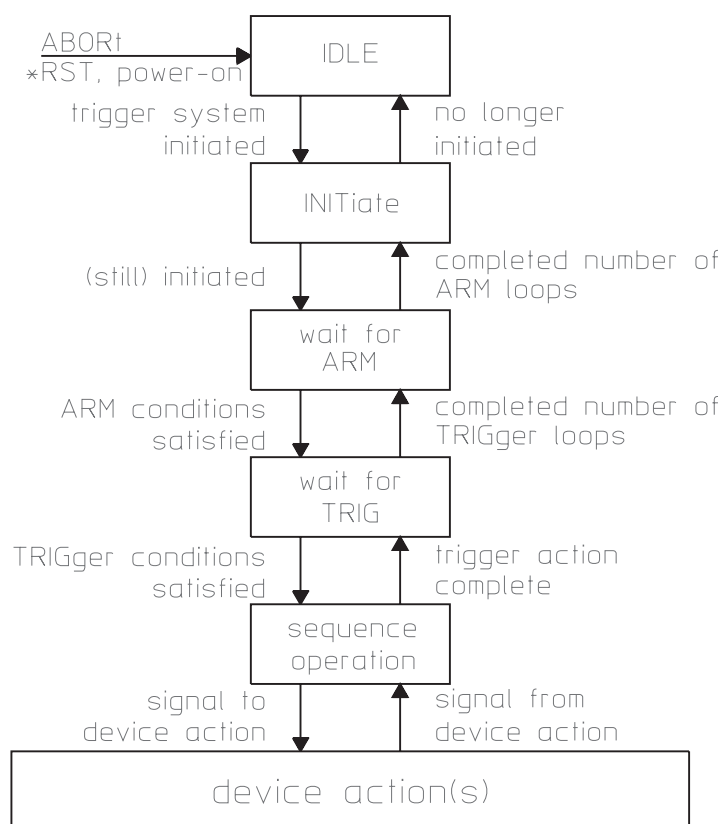 ABORt
*RST, power-on
IDLE
trigger system
initiated
no longer
initiated
INITiate
(still) initiated
completed number of
ARM loops
wait for
ARM
ARM conditions
satisfied
completed number of
TRIGger loops
wait for
TRIG
TRIGger conditions
satisfied
trigger action
complete
sequence
operation
signal to
device action
signal from
device action
device action(s)